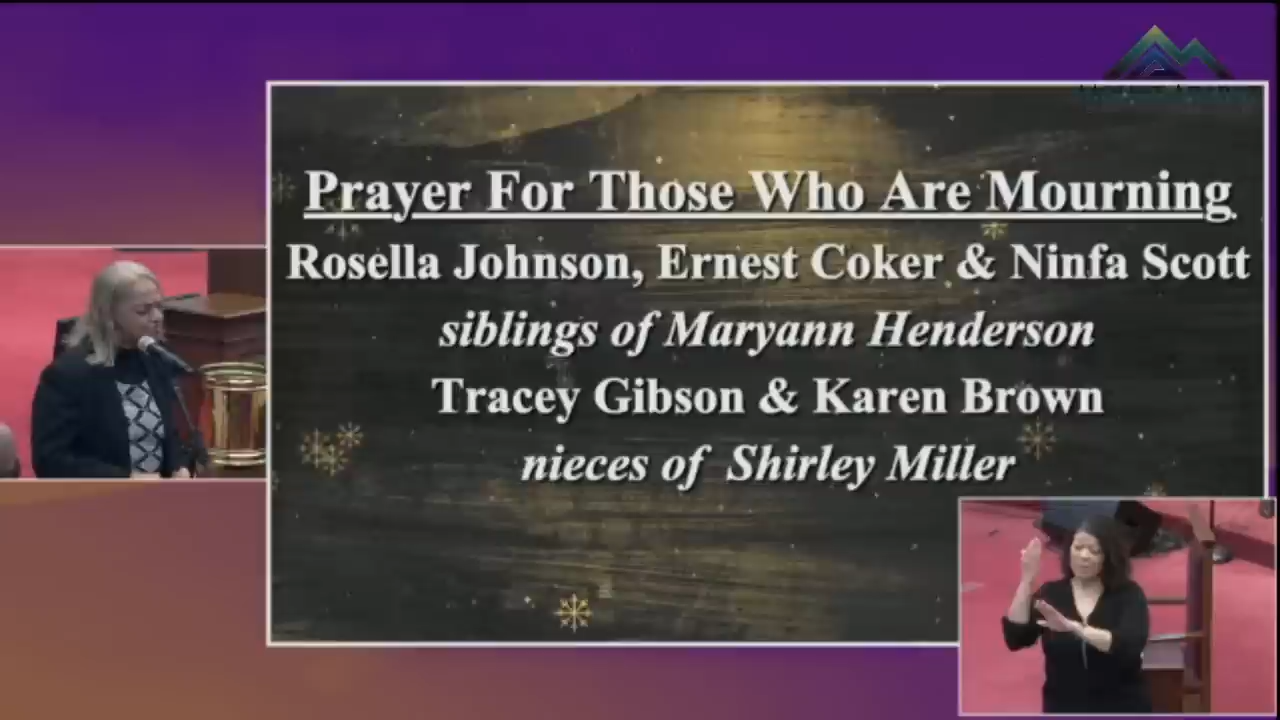 Prayer For Those Who Are Mourning
Rosella Johnson, Ernest Coker & Ninfa Scott
siblings of Maryann Henderson
Tracey Gibson & Karen Brown
nieces of Shirley Miller